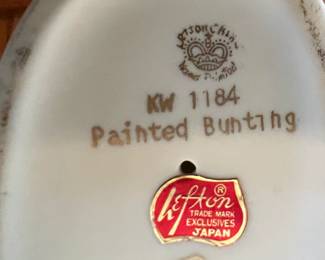 KW 1184
Painted Bunting
Lefton ®
TRADE MARK
EXCLUSIVES
JAPAN